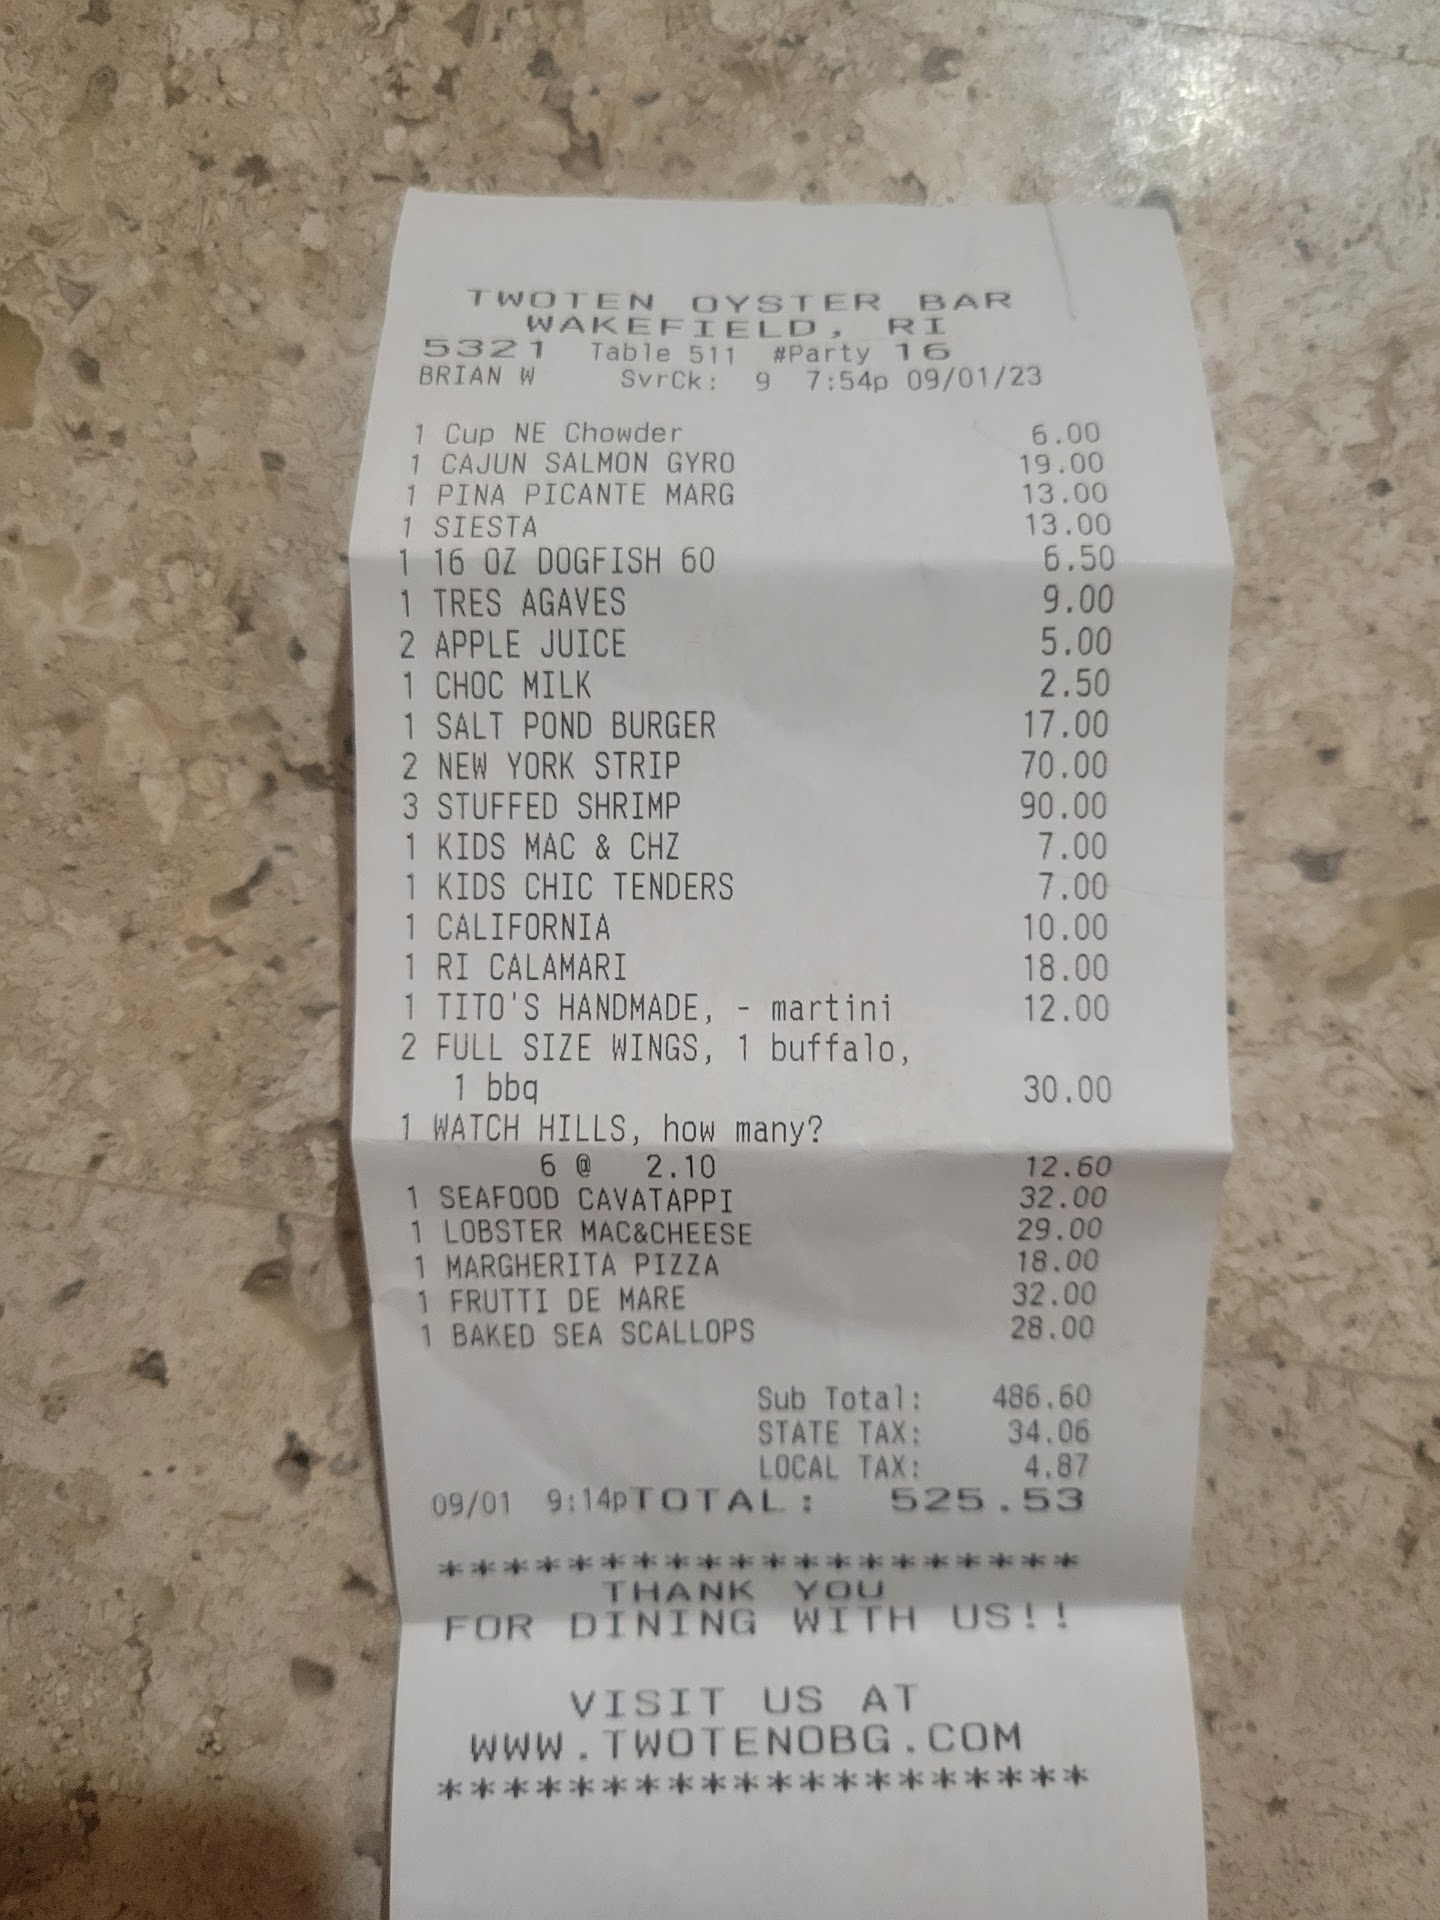 TWOTEN OYSTER BAR
WAKEFIELD, RI
5321 Table 511 #Party 16
BRIAN W SvrCk: 9 7:54p 09/01/23
1 Cup NE Chowder 6.00
1 CAJUN SALMON GYRO 19.00
1 PINA PICANTE MARG 13.00
1 SIESTA 13.00
1 16 OZ DOGFISH 60 6.50
1 TRES AGAVES 9.00
2 APPLE JUICE 5.00
1 CHOC MILK 2.50
1 SALT POND BURGER 17.00
2 NEW YORK STRIP 70.00
3 STUFFED SHRIMP 90.00
1 KIDS MAC & CHZ 7.00
1 KIDS CHIC TENDERS 7.00
1 CALIFORNIA 10.00
1 RI CALAMARI 18.00
1 TITO'S HANDMADE, - martini 12.00
2 FULL SIZE WINGS, 1 buffalo,
1 bbq 30.00
1 WATCH HILLS, how many?
6 @ 2.10 12.60
1 SEAFOOD CAVATAPPI 32.00
1 LOBSTER MAC&CHEESE 29.00
1 MARGHERITA PIZZA 18.00
1 FRUTTI DE MARE 32.00
1 BAKED SEA SCALLOPS 28.00
Sub Total: 486.60
STATE TAX: 34.06
LOCAL TAX: 4.87
09/01 9:14pTOTAL: 525.53
********************
THANK YOU
FOR DINING WITH US!!
VISIT US AT
WWW.TWOTENOBG.COM
********************